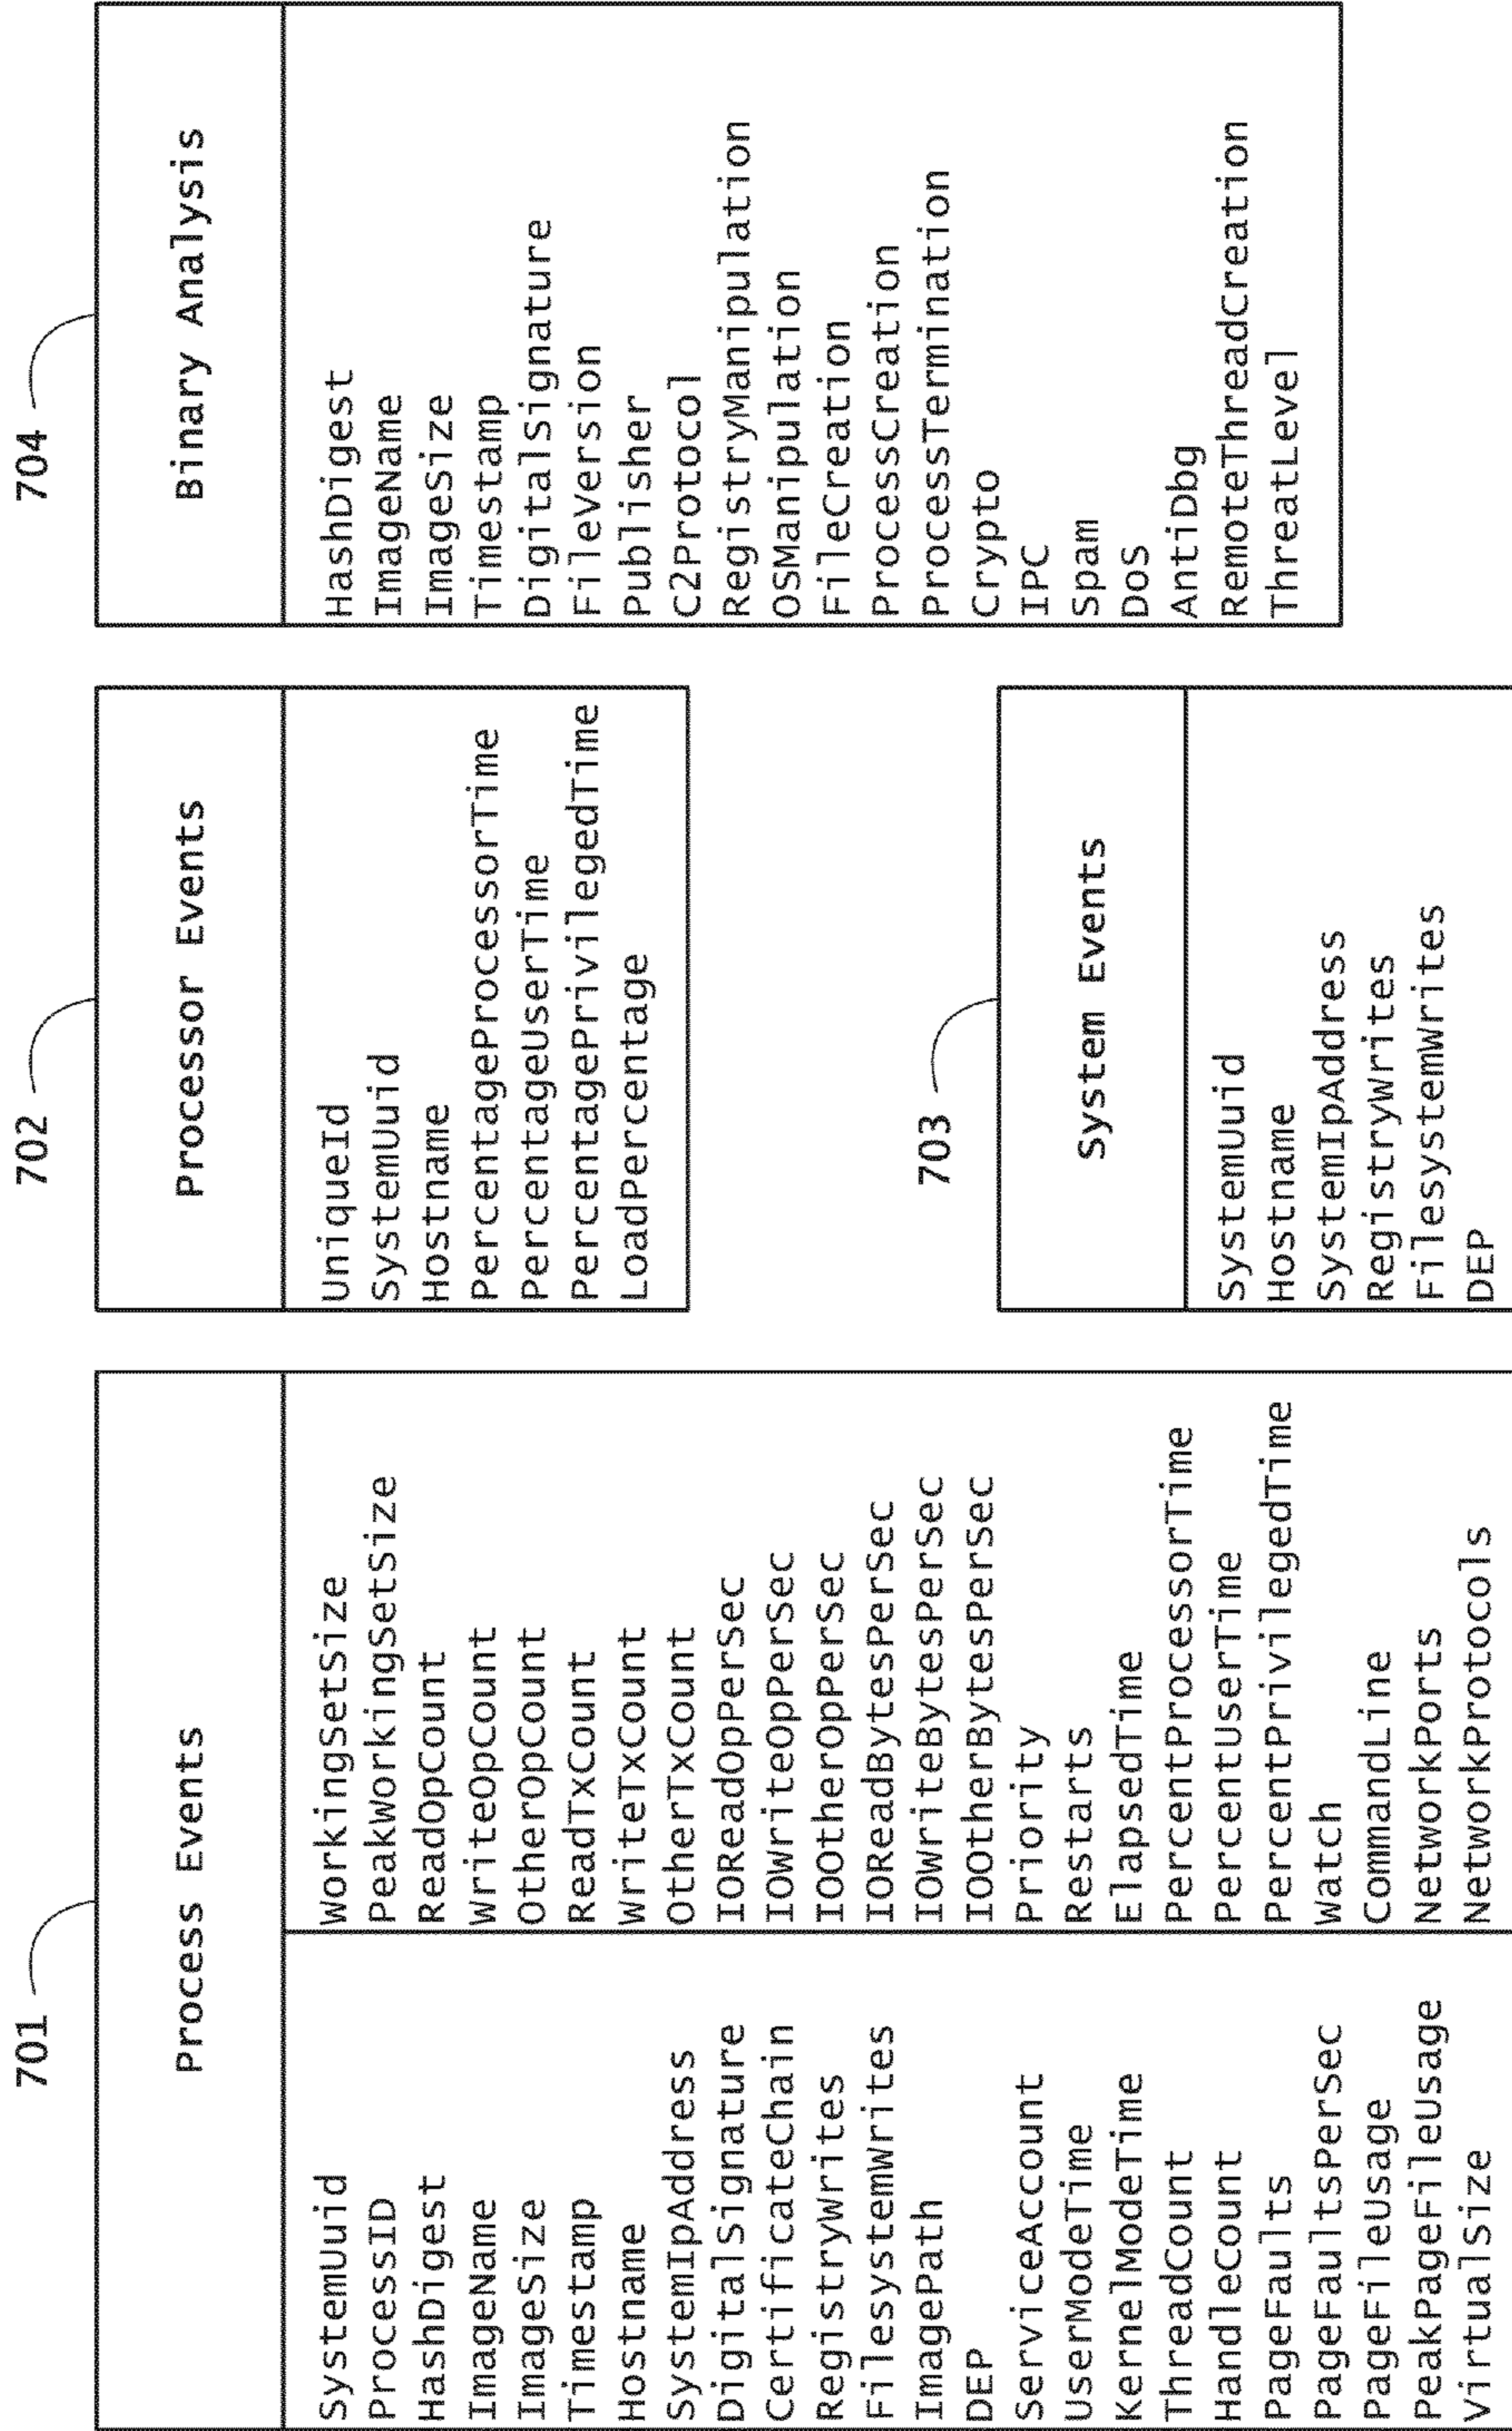 701
Process Events
SystemUuid
ProcessID
HashDigest
ImageName
ImageSize
Timestamp
Hostname
SystemIpAddress
DigitalSignature
CertificateChain
RegistryWrites
FilesystemWrites
ImagePath
DEP
ServiceAccount
UserModeTime
KernelModeTime
ThreadCount
HandleCount
PageFaults
PageFaultsPerSec
PageFileUsage
PeakPageFileUsage
VirtualSize
WorkingSetSize
PeakWorkingSetSize
ReadOpCount
WriteOpCount
OtherOpCount
ReadTxCount
WriteTxCount
OtherTxCount
IOReadOpPerSec
IOWriteOpPerSec
IOOtherOpPerSec
IOReadBytesPerSec
IOWriteBytesPerSec
IOOtherBytesPerSec
Priority
Restarts
ElapsedTime
PercentProcessorTime
PercentUserTime
PercentPrivilegedTime
Watch
CommandLine
NetworkPorts
NetworkProtocols
702
Processor Events
UniqueId
SystemUuid
Hostname
PercentageProcessorTime
PercentageUserTime
PercentagePrivilegedTime
LoadPercentage
703
System Events
SystemUuid
Hostname
SystemIpAddress
RegistryWrites
FilesystemWrites
DEP
704
Binary Analysis
HashDigest
ImageName
ImageSize
Timestamp
DigitalSignature
FileVersion
Publisher
C2Protocol
RegistryManipulation
OSManipulation
FileCreation
ProcessCreation
ProcessTermination
Crypto
IPC
Spam
DoS
AntiDbg
RemoteThreadCreation
ThreatLevel